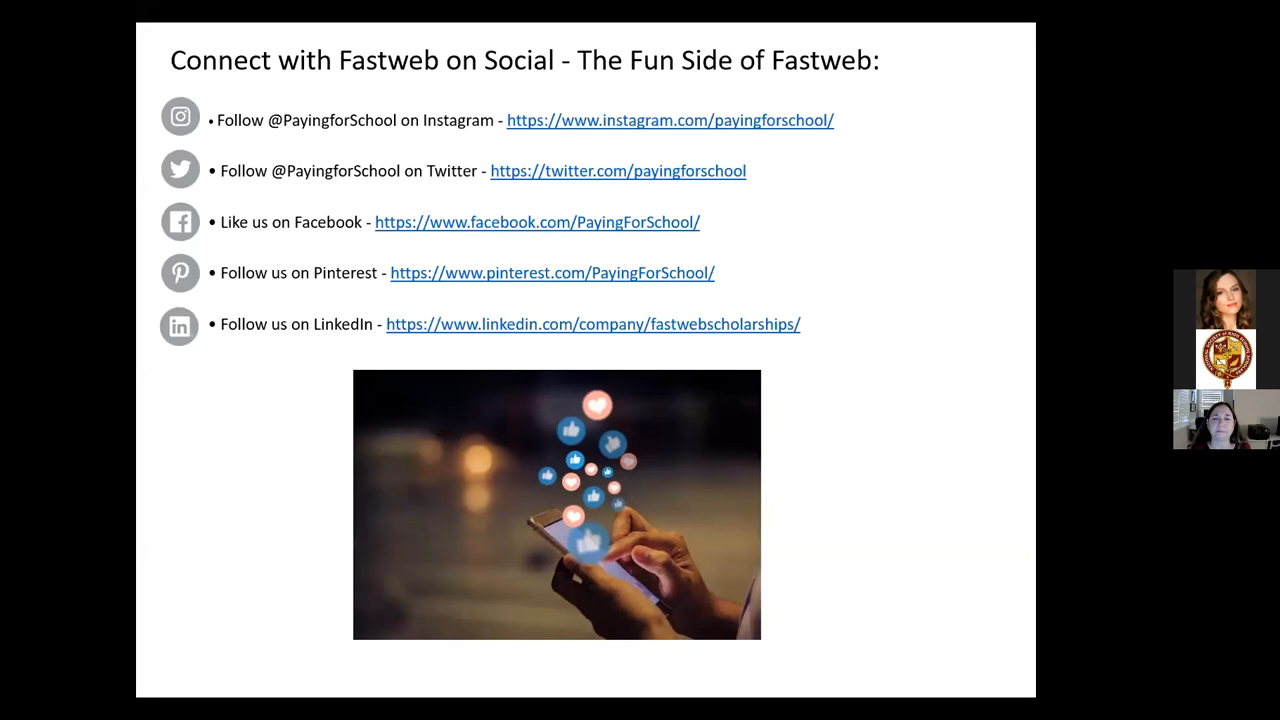 Connect with Fastweb on Social - The Fun Side of Fastweb:
• Follow @PayingforSchool on Instagram - https://www.instagram.com/payingforschool/
• Follow @PayingforSchool on Twitter - https://twitter.com/payingforschool
• Like us on Facebook - https://www.facebook.com/PayingForSchool/
• Follow us on Pinterest - https://www.pinterest.com/PayingForSchool/
• Follow us on LinkedIn - https://www.linkedin.com/company/fastwebscholarships/
in